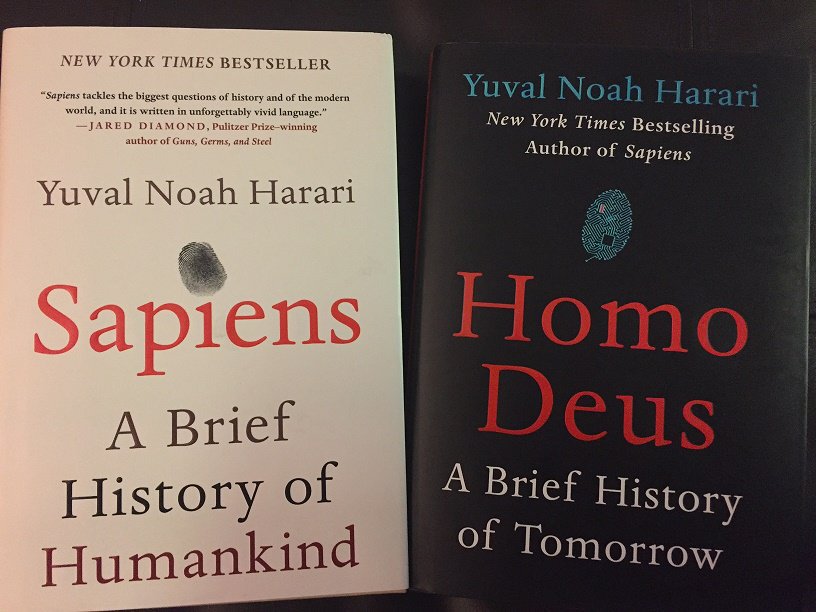 NEW YORK TIMES BESTSELLER
“Sapiens tackles the biggest questions of history and of the modern
world, and it is written in unforgettably vivid language.”
—JARED DIAMOND, Pulitzer Prize–winning
author of Guns, Germs, and Steel
Yuval Noah Harari
Sapiens
A Brief
History of
Humankind
Yuval Noah Harari
New York Times Bestselling
Author of Sapiens
Homo
Deus
A Brief History
of Tomorrow